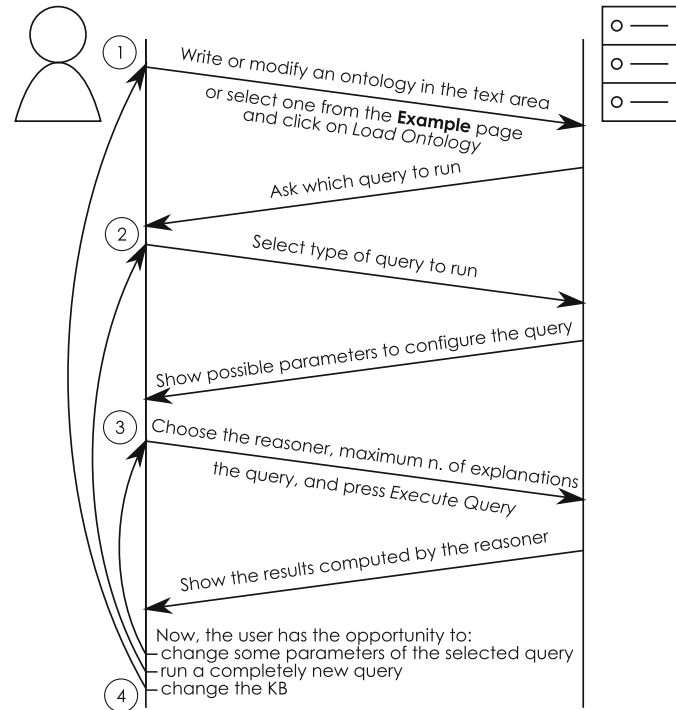 1
Write or modify an ontology in the text area
or select one from the Example page
and click on Load Ontology
Ask which query to run
2
Select type of query to run
Show possible parameters to configure the query
3
Choose the reasoner, maximum n. of explanations
the query, and press Execute Query
Show the results computed by the reasoner
Now, the user has the opportunity to:
change some parameters of the selected query
run a completely new query
4
change the KB